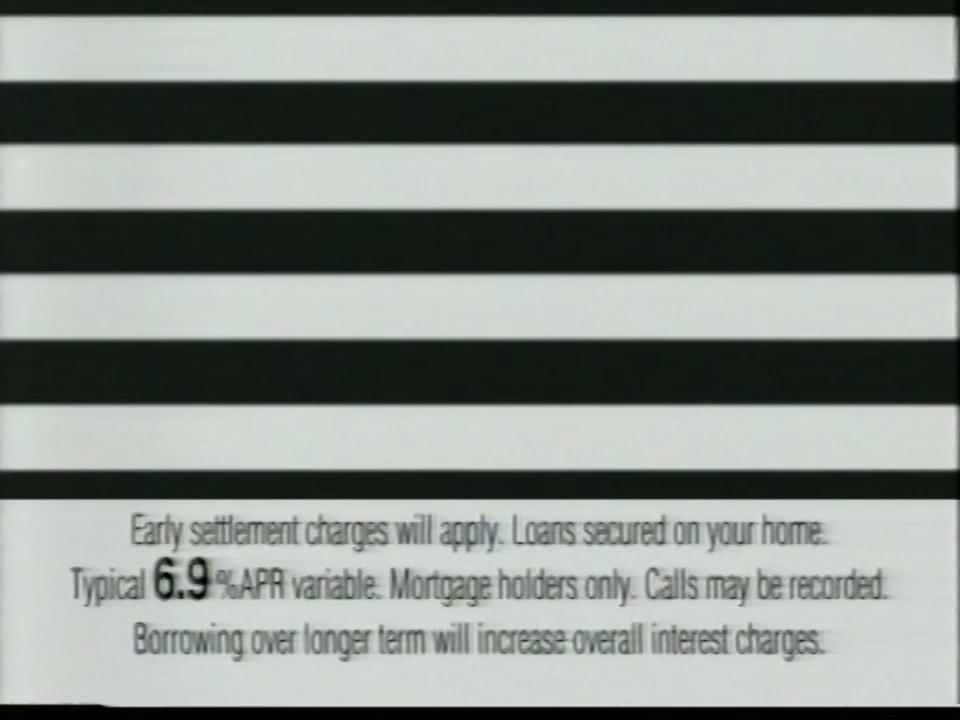 Early settlement charges will apply. Loans secured on your home.
Typical 6.9%APR variable. Mortgage holders only. Calls may be recorded.
Borrowing over longer term will increase overall interest charges.